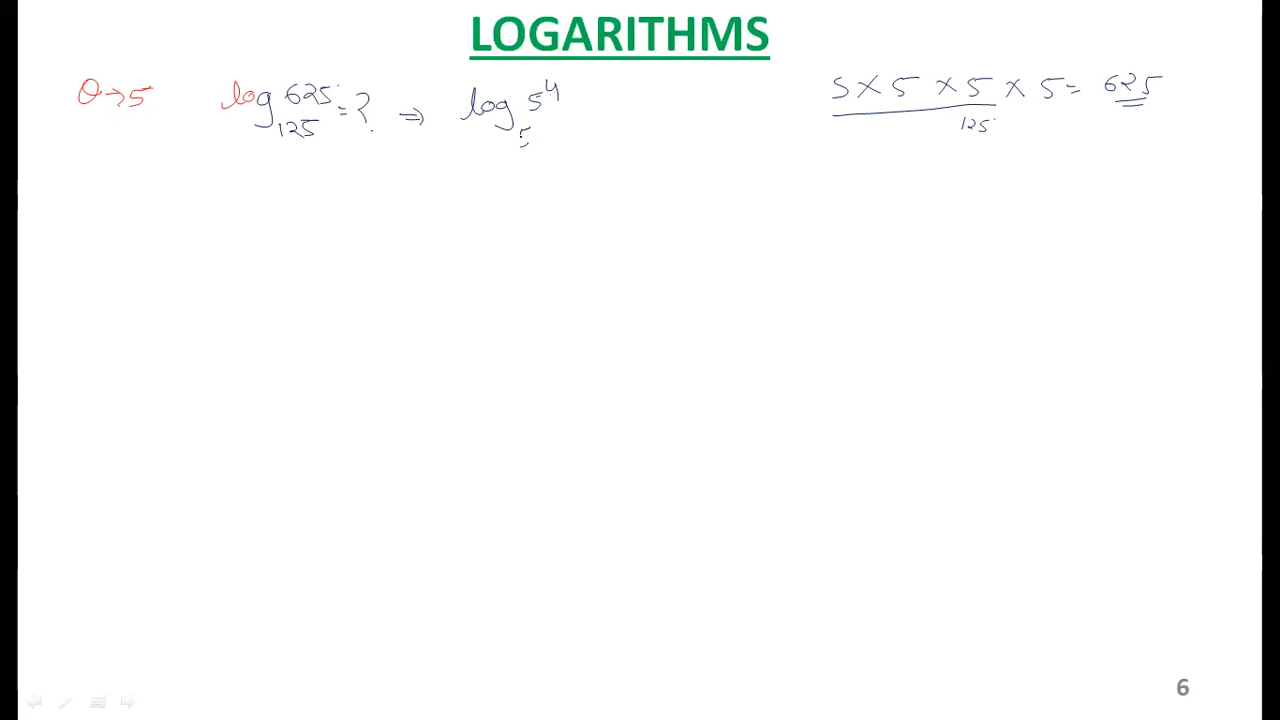 LOGARITHMS
Q→5 log₁₂₅ 625 = ? ⇒ log₅ 5⁴ 5 × 5 × 5 × 5 = 625
125
6